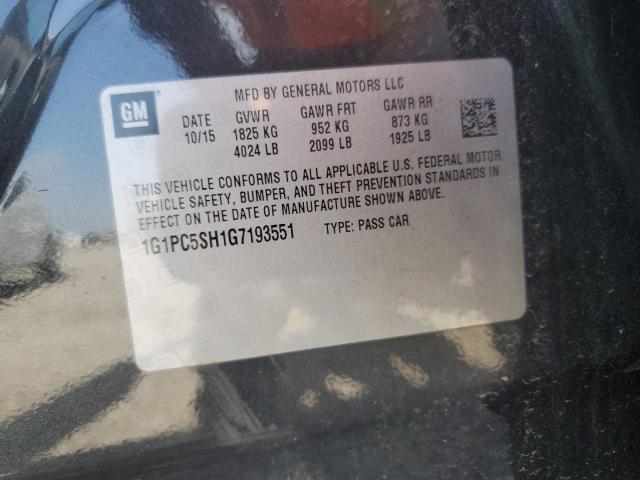 GM
MFD BY GENERAL MOTORS LLC
DATE GVWR GAWR FRT GAWR RR
10/15 1825 KG 952 KG 873 KG
4024 LB 2099 LB 1925 LB
THIS VEHICLE CONFORMS TO ALL APPLICABLE U.S. FEDERAL MOTOR
VEHICLE SAFETY, BUMPER, AND THEFT PREVENTION STANDARDS IN
EFFECT ON THE DATE OF MANUFACTURE SHOWN ABOVE.
1G1PC5SH1G7193551 TYPE: PASS CAR